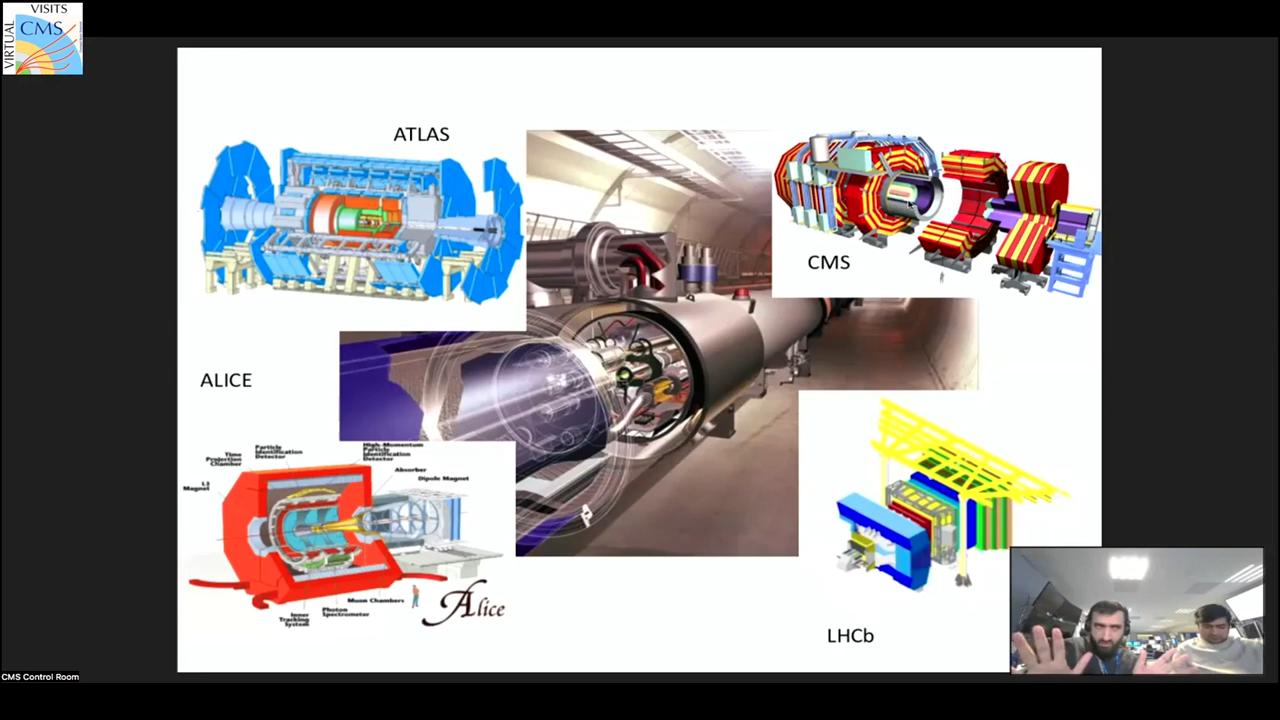 VISITS
VIRTUAL
CMS
ATLAS
CMS
ALICE
Time
Projection
Chamber
Particle
Identification
Detector
High-Momentum
Particle
Identification
Detector
L3
Magnet
Absorber
Dipole Magnet
Muon Chambers
Photon
Spectrometer
Inner
Tracking
System
Alice
LHCb
CMS Control Room